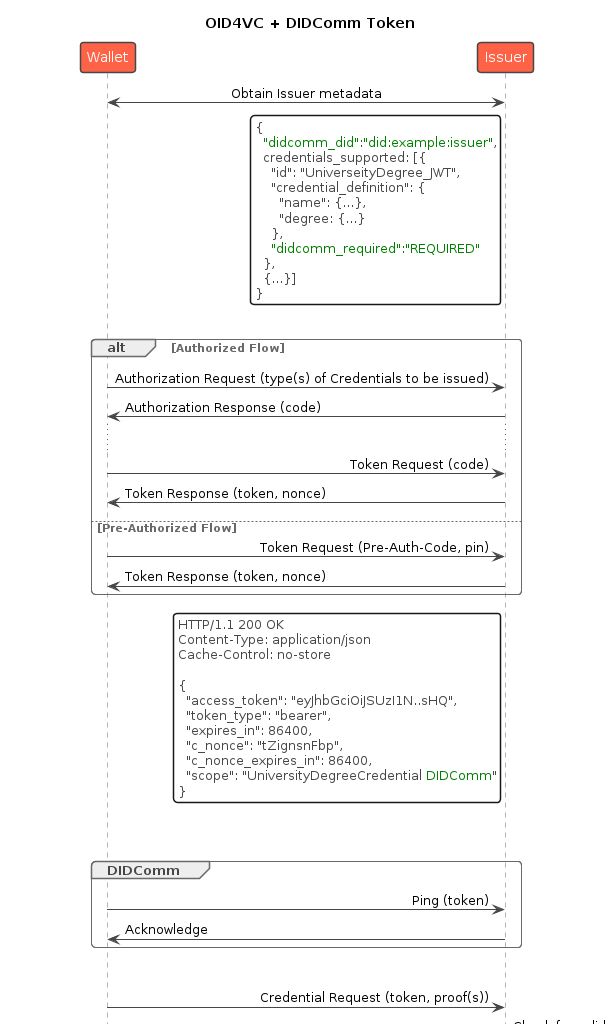 OID4VC + DIDComm Token
Wallet
Issuer
Obtain Issuer metadata
{
"didcomm_did":"did:example:issuer",
credentials_supported: [{
"id": "UniverseityDegree_JWT",
"credential_definition": {
"name": {...},
"degree: {...}
},
"didcomm_required":"REQUIRED"
},
{...}]
}
alt [Authorized Flow]
Authorization Request (type(s) of Credentials to be issued)
Authorization Response (code)
Token Request (code)
Token Response (token, nonce)
[Pre-Authorized Flow]
Token Request (Pre-Auth-Code, pin)
Token Response (token, nonce)
HTTP/1.1 200 OK
Content-Type: application/json
Cache-Control: no-store
{
"access_token": "eyJhbGciOiJSUzI1N..sHQ",
"token_type": "bearer",
"expires_in": 86400,
"c_nonce": "tZignsnFbp",
"c_nonce_expires_in": 86400,
"scope": "UniversityDegreeCredential DIDComm"
}
DIDComm
Ping (token)
Acknowledge
Credential Request (token, proof(s))